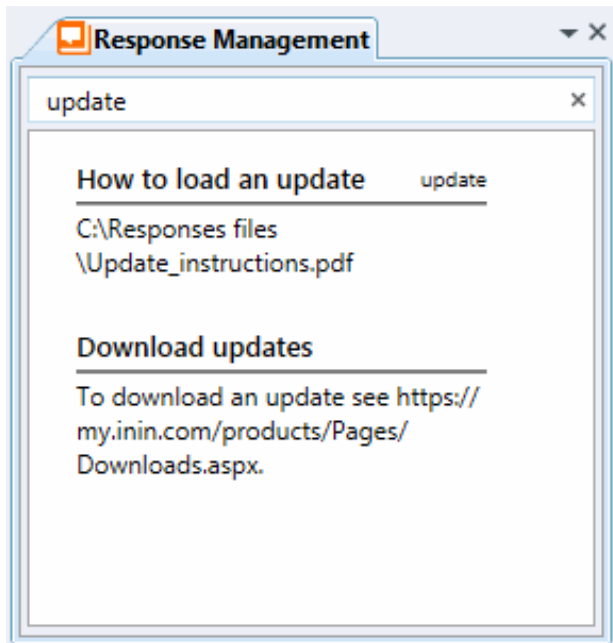 Response Management
update
How to load an update update
C:\Responses files
\Update_instructions.pdf
Download updates
To download an update see https://
my.inin.com/products/Pages/
Downloads.aspx.